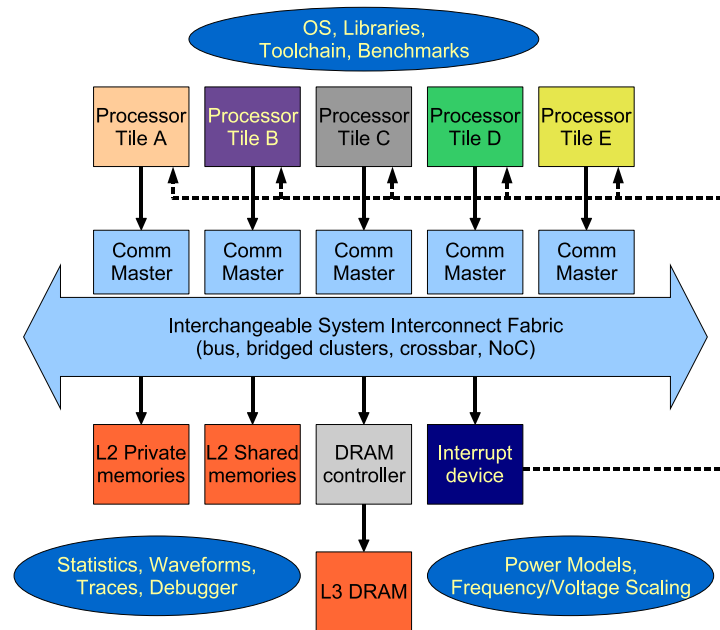 OS, Libraries,
Toolchain, Benchmarks
Processor
Tile A
Processor
Tile B
Processor
Tile C
Processor
Tile D
Processor
Tile E
Comm
Master
Comm
Master
Comm
Master
Comm
Master
Comm
Master
Interchangeable System Interconnect Fabric
(bus, bridged clusters, crossbar, NoC)
L2 Private
memories
L2 Shared
memories
DRAM
controller
Interrupt
device
Statistics, Waveforms,
Traces, Debugger
L3 DRAM
Power Models,
Frequency/Voltage Scaling